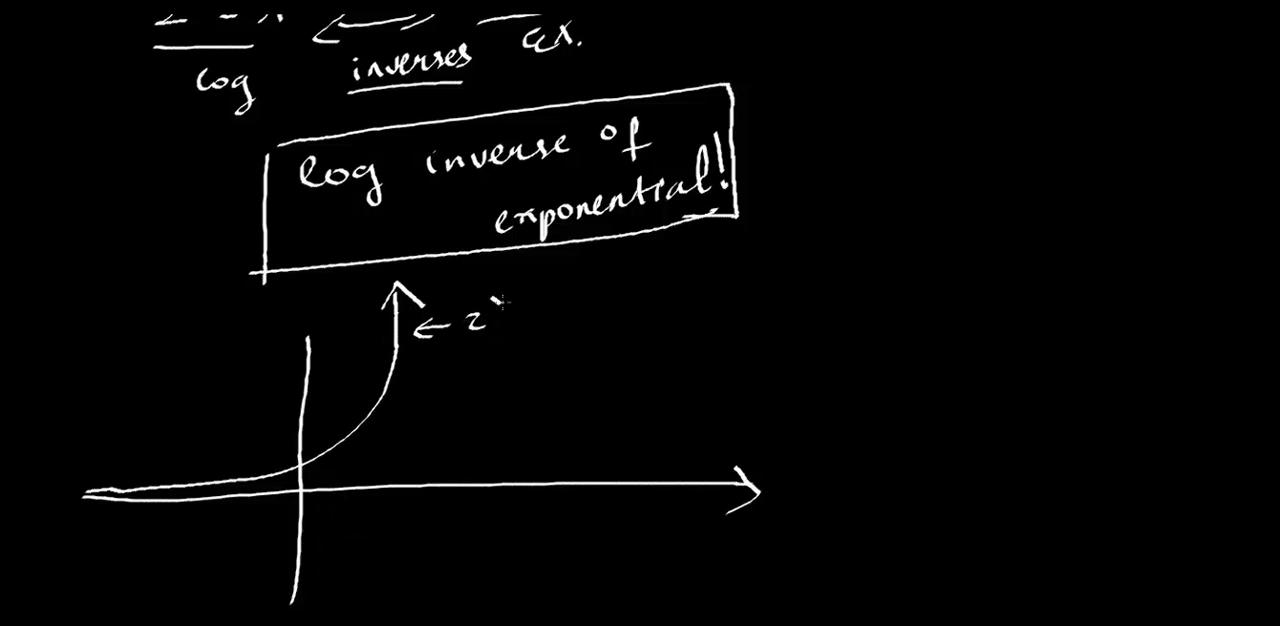 log inverses Ex.
log inverse of
exponential!
← 2